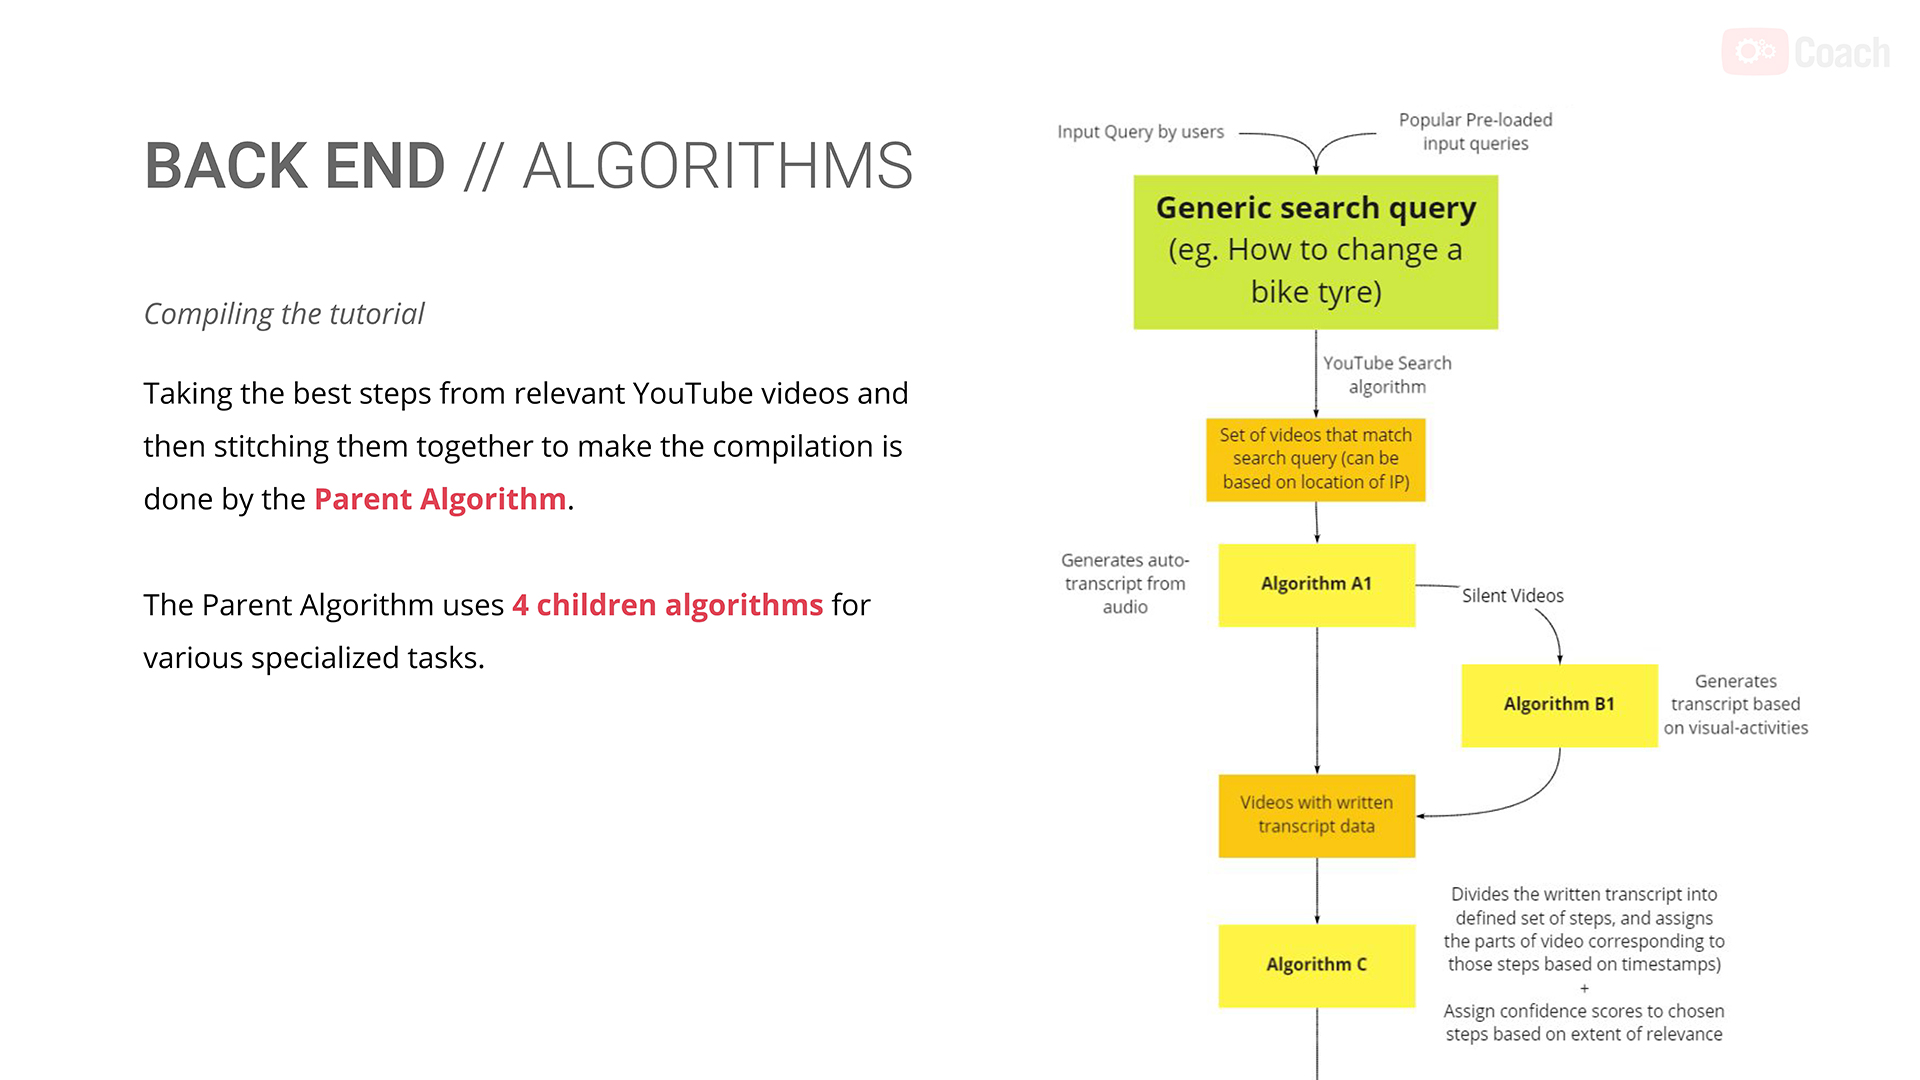 Coach
BACK END // ALGORITHMS
Compiling the tutorial
Taking the best steps from relevant YouTube videos and
then stitching them together to make the compilation is
done by the Parent Algorithm.
The Parent Algorithm uses 4 children algorithms for
various specialized tasks.
Input Query by users
Popular Pre-loaded
input queries
Generic search query
(eg. How to change a
bike tyre)
YouTube Search
algorithm
Set of videos that match
search query (can be
based on location of IP)
Generates auto-
transcript from
audio
Algorithm A1
Silent Videos
Algorithm B1
Generates
transcript based
on visual-activities
Videos with written
transcript data
Algorithm C
Divides the written transcript into
defined set of steps, and assigns
the parts of video corresponding to
those steps based on timestamps)
+
Assign confidence scores to chosen
steps based on extent of relevance